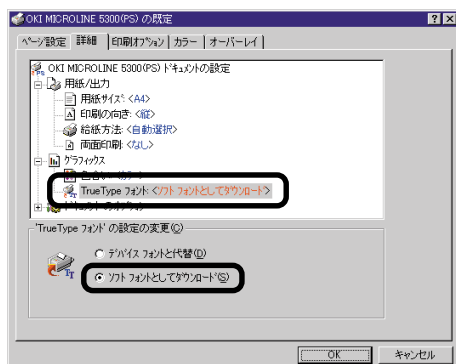 OKI MICROLINE 5300(PS) の既定
ページ設定 詳細 印刷オプション カラー オーバーレイ
OKI MICROLINE 5300(PS) ドキュメントの設定
用紙/出力
用紙サイズ: <A4>
印刷の向き: <縦>
給紙方法: <自動選択>
両面印刷: <なし>
グラフィックス
TrueType フォント: <ソフト フォントとしてダウンロード>
'TrueType フォント' の設定の変更(C)
デバイス フォントと代替(D)
ソフト フォントとしてダウンロード(S)
OK キャンセル